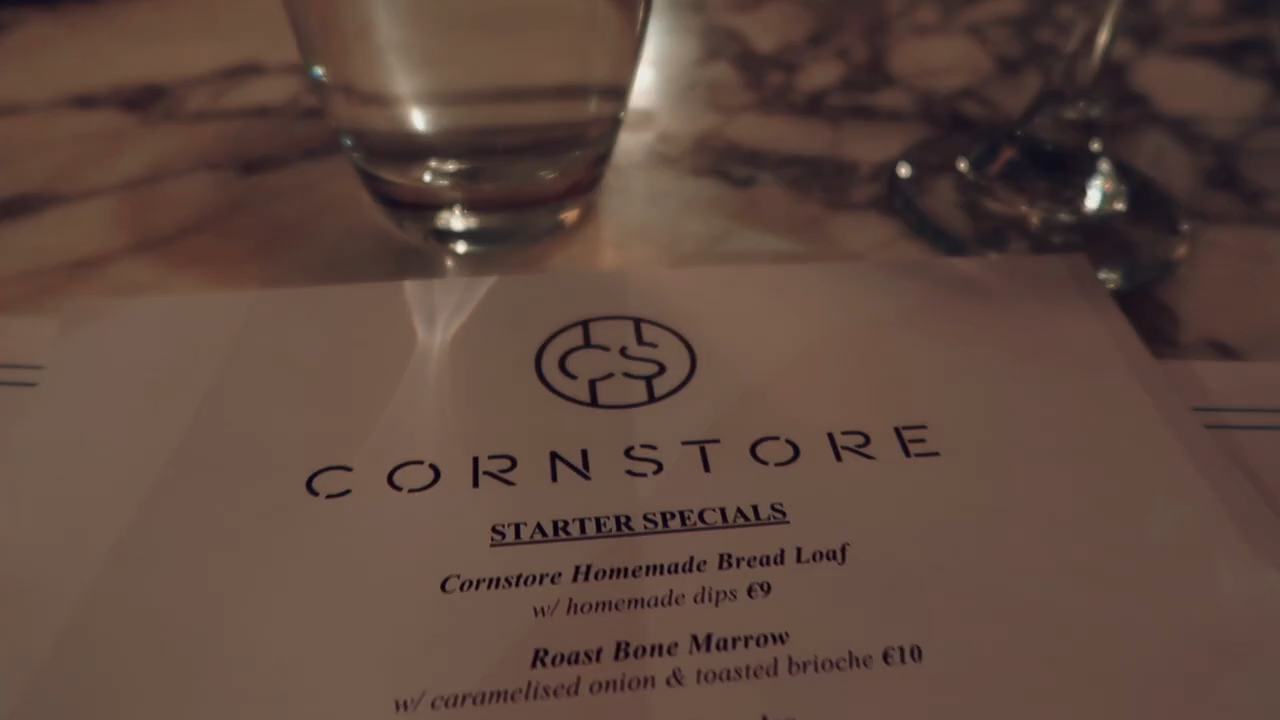 CS
CORNSTORE
STARTER SPECIALS
Cornstore Homemade Bread Loaf
w/ homemade dips €9
Roast Bone Marrow
w/ caramelised onion & toasted brioche €10